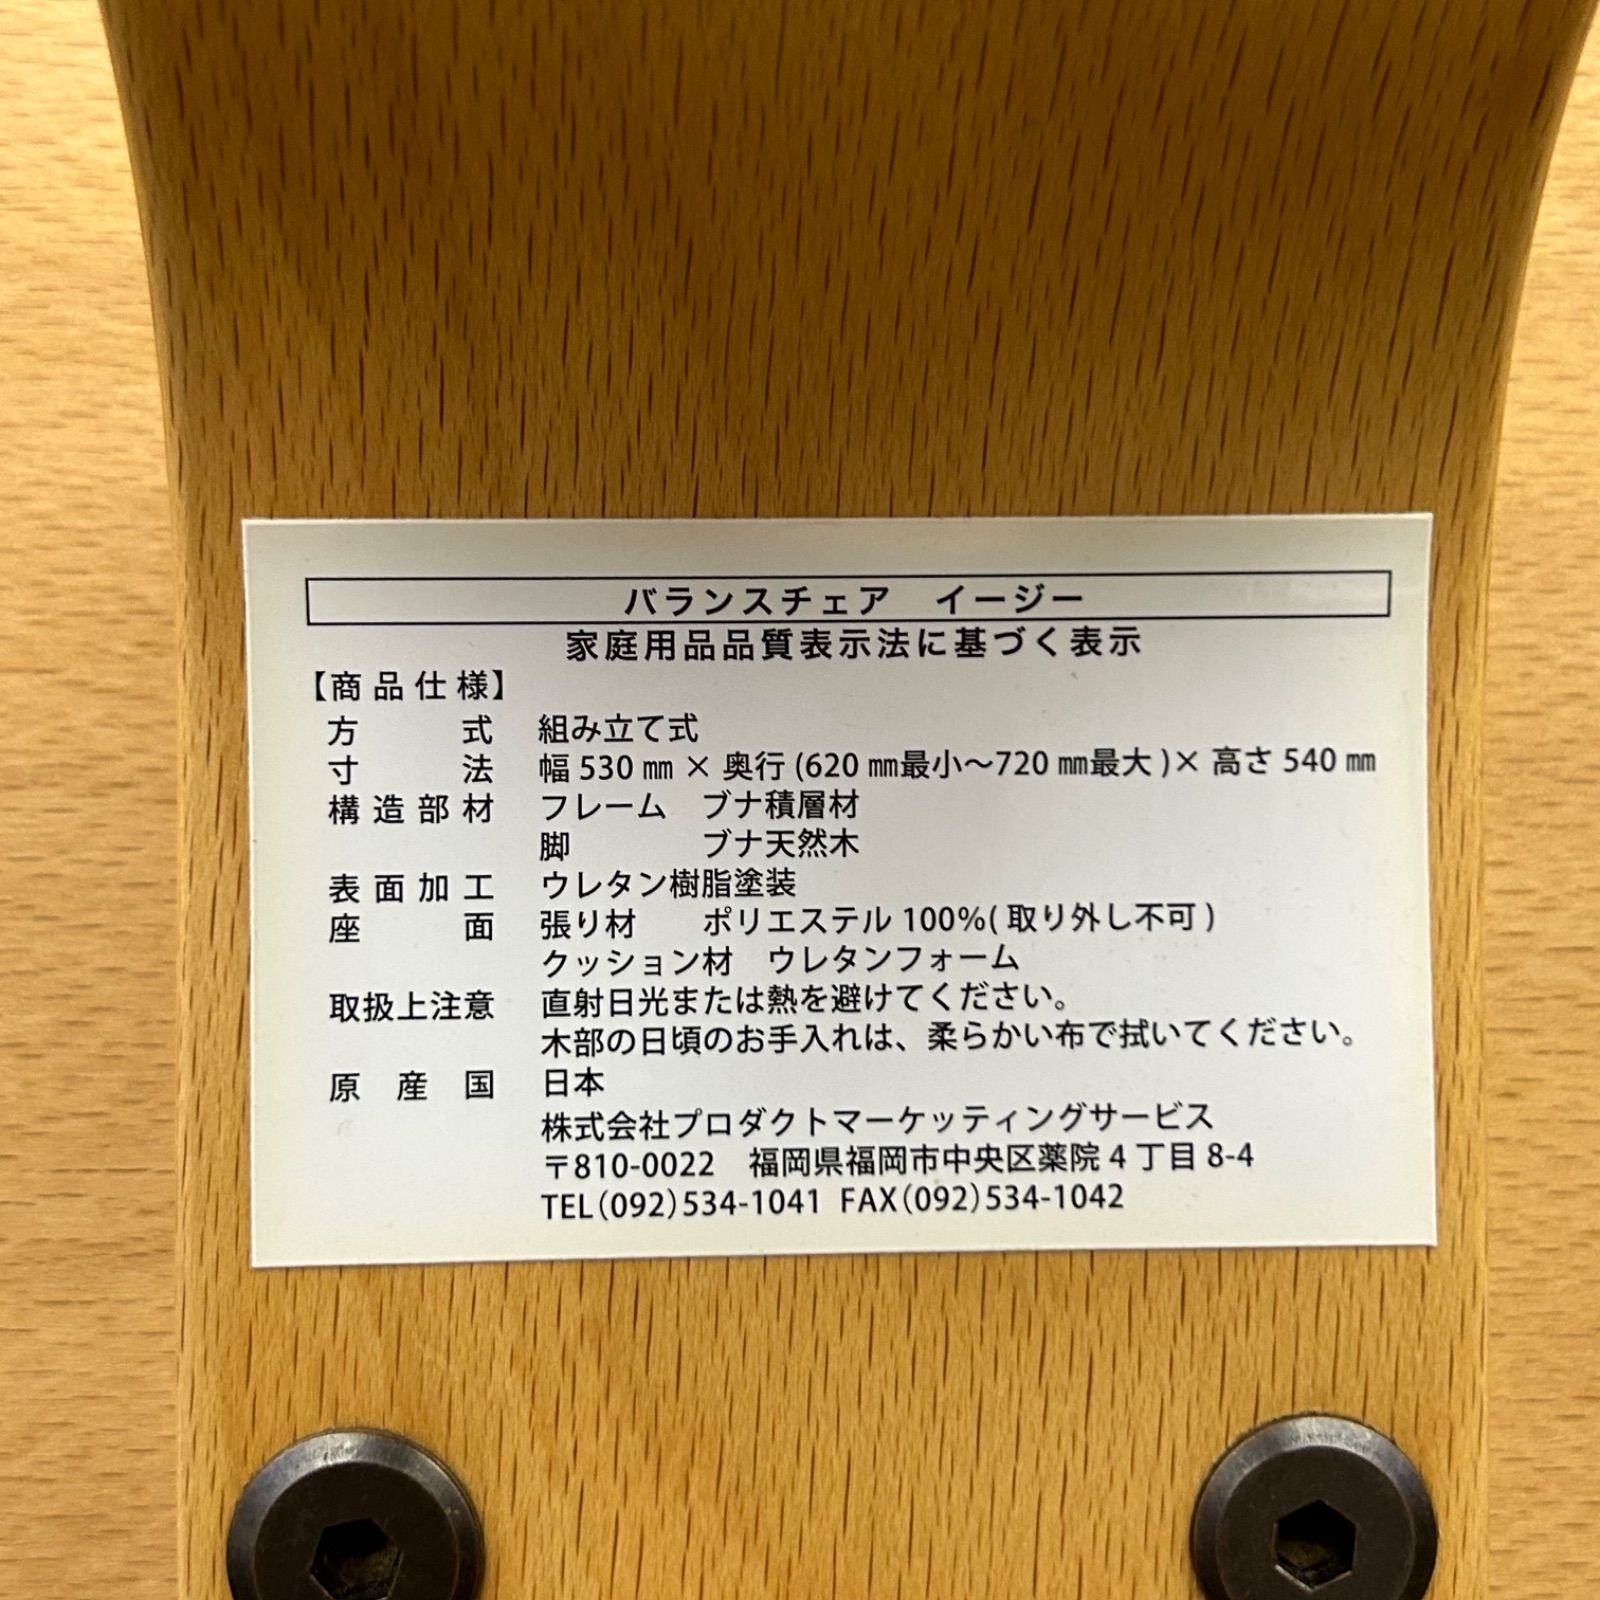 バランスチェア　イージー
家庭用品品質表示法に基づく表示
【商品仕様】
方　　式　組み立て式
寸　　法　幅 530 ㎜ × 奥行 (620 ㎜最小～720 ㎜最大 )× 高さ 540 ㎜
構造部材　フレーム　ブナ積層材
脚　　　　ブナ天然木
表面加工　ウレタン樹脂塗装
座　　面　張り材　　ポリエステル 100%( 取り外し不可 )
クッション材　ウレタンフォーム
取扱上注意　直射日光または熱を避けてください。
木部の日頃のお手入れは、柔らかい布で拭いてください。
原　産　国　日本
株式会社プロダクトマーケッティングサービス
〒810-0022　福岡県福岡市中央区薬院 4 丁目 8-4
TEL(092)534-1041 FAX(092)534-1042